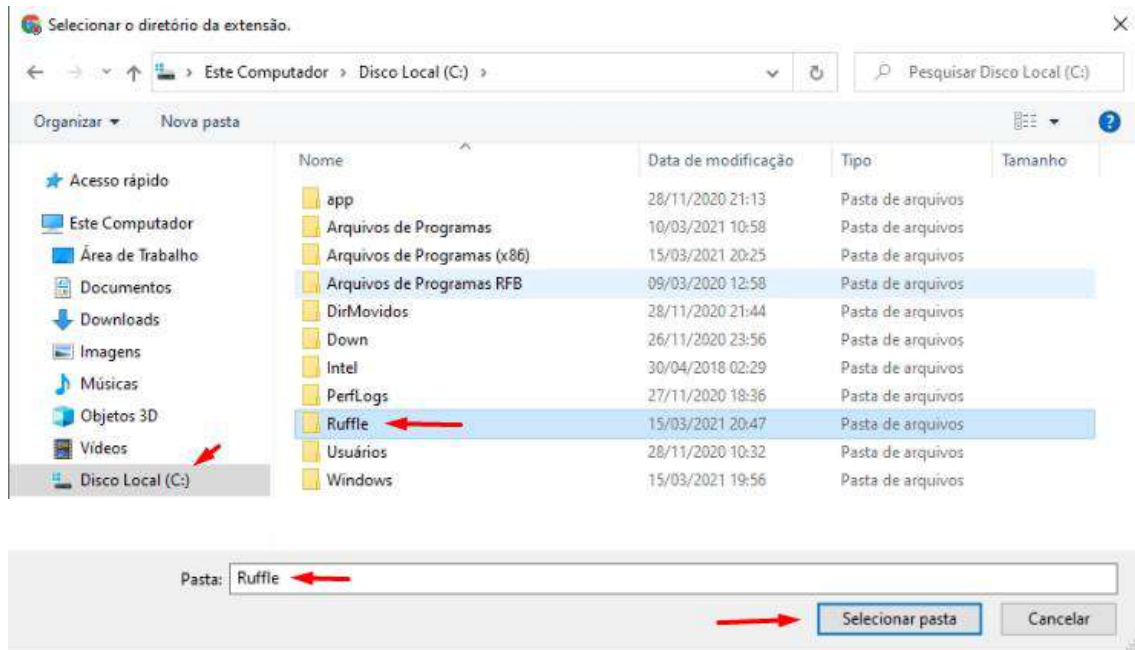 Selecionar o diretório da extensão.
Este Computador > Disco Local (C:) >
Pesquisar Disco Local (C:)
Organizar Nova pasta
Nome Data de modificação Tipo Tamanho
Acesso rápido
Este Computador
Área de Trabalho
Documentos
Downloads
Imagens
Músicas
Objetos 3D
Vídeos
Disco Local (C:)
app 28/11/2020 21:13 Pasta de arquivos
Arquivos de Programas 10/03/2021 10:58 Pasta de arquivos
Arquivos de Programas (x86) 15/03/2021 20:25 Pasta de arquivos
Arquivos de Programas RFB 09/03/2020 12:58 Pasta de arquivos
DirMovidos 28/11/2020 21:44 Pasta de arquivos
Down 26/11/2020 23:56 Pasta de arquivos
Intel 30/04/2018 02:29 Pasta de arquivos
PerfLogs 27/11/2020 18:36 Pasta de arquivos
Ruffle 15/03/2021 20:47 Pasta de arquivos
Usuários 28/11/2020 10:32 Pasta de arquivos
Windows 15/03/2021 19:56 Pasta de arquivos
Pasta: Ruffle
Selecionar pasta Cancelar